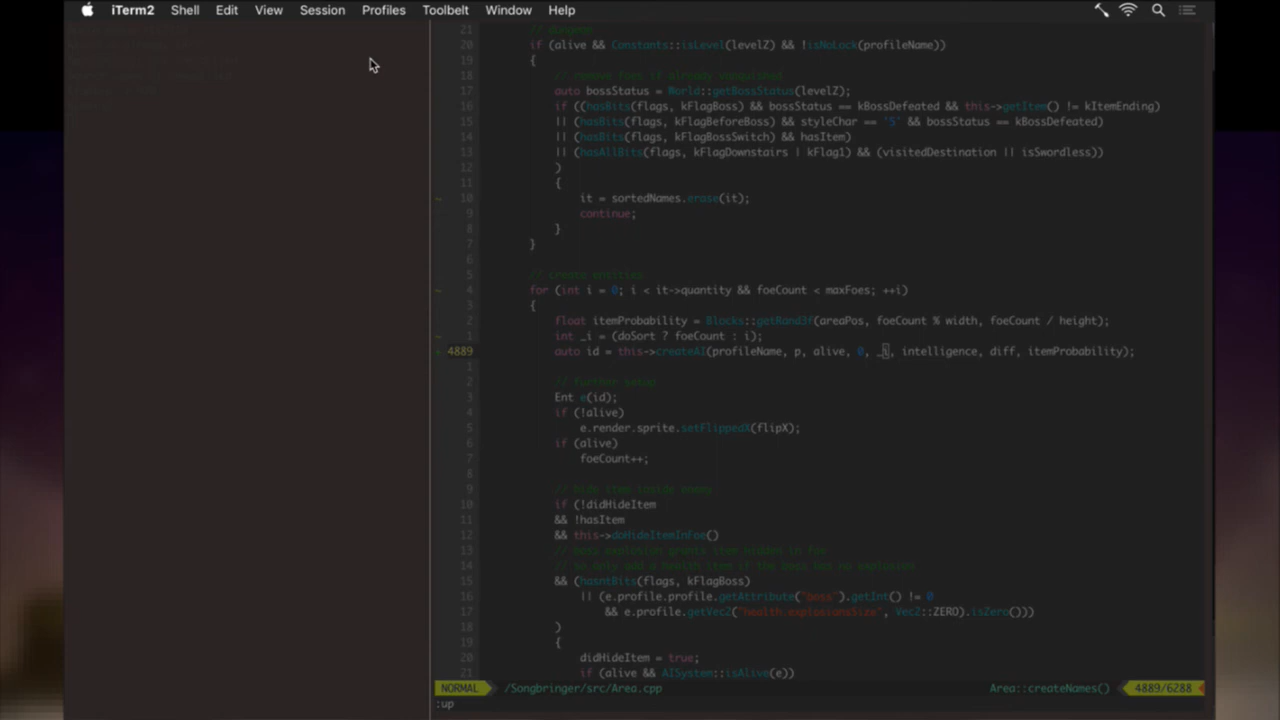 iTerm2 Shell Edit View Session Profiles Toolbelt Window Help
21
20 if (alive && Constants::isLevel(levelZ) && !isNoLock(profileName))
19 {
18 // remove foes if already vanquished
17 auto bossStatus = World::getBossStatus(levelZ);
16 if ((hasBits(flags, kFlagBoss) && bossStatus == kBossDefeated && this->getItem() != kItemEnding)
15 || (hasBits(flags, kFlagBeforeBoss) && styleChar == 'S' && bossStatus == kBossDefeated)
14 || (hasBits(flags, kFlagBossSwitch) && hasItem)
13 || (hasAllBits(flags, kFlagDownstairs | kFlag1) && (visitedDestination || isSwordless))
12 )
11 {
10 it = sortedNames.erase(it);
9 continue;
8 }
7 }
6
5 // create entities
4 for (int i = 0; i < it->quantity && foeCount < maxFoes; ++i)
3 {
2 float itemProbability = Blocks::getRand3f(areaPos, foeCount % width, foeCount / height);
1 int _i = (doSort ? foeCount : i);
4889 auto id = this->createAI(profileName, p, alive, 0, _i, intelligence, diff, itemProbability);
1
2 // further setup
3 Ent e(id);
4 if (!alive)
5 e.render.sprite.setFlippedX(flipX);
6 if (alive)
7 foeCount++;
8
9 // hide item inside enemy
10 if (!didHideItem
11 && !hasItem
12 && this->doHideItemInFoe()
13 // boss explosion grants item hidden in foe
14 // so only add a health item if the boss has no explosion
15 && (hasntBits(flags, kFlagBoss)
16 || (e.profile.profile.getAttribute("boss").getInt() != 0
17 && e.profile.getVec2("health.explosionsSize", Vec2::ZERO).isZero()))
18 )
19 {
20 didHideItem = true;
21 if (alive && AISystem::isAlive(e))
NORMAL /Songbringer/src/Area.cpp Area::createNames() 4889/6288
:up